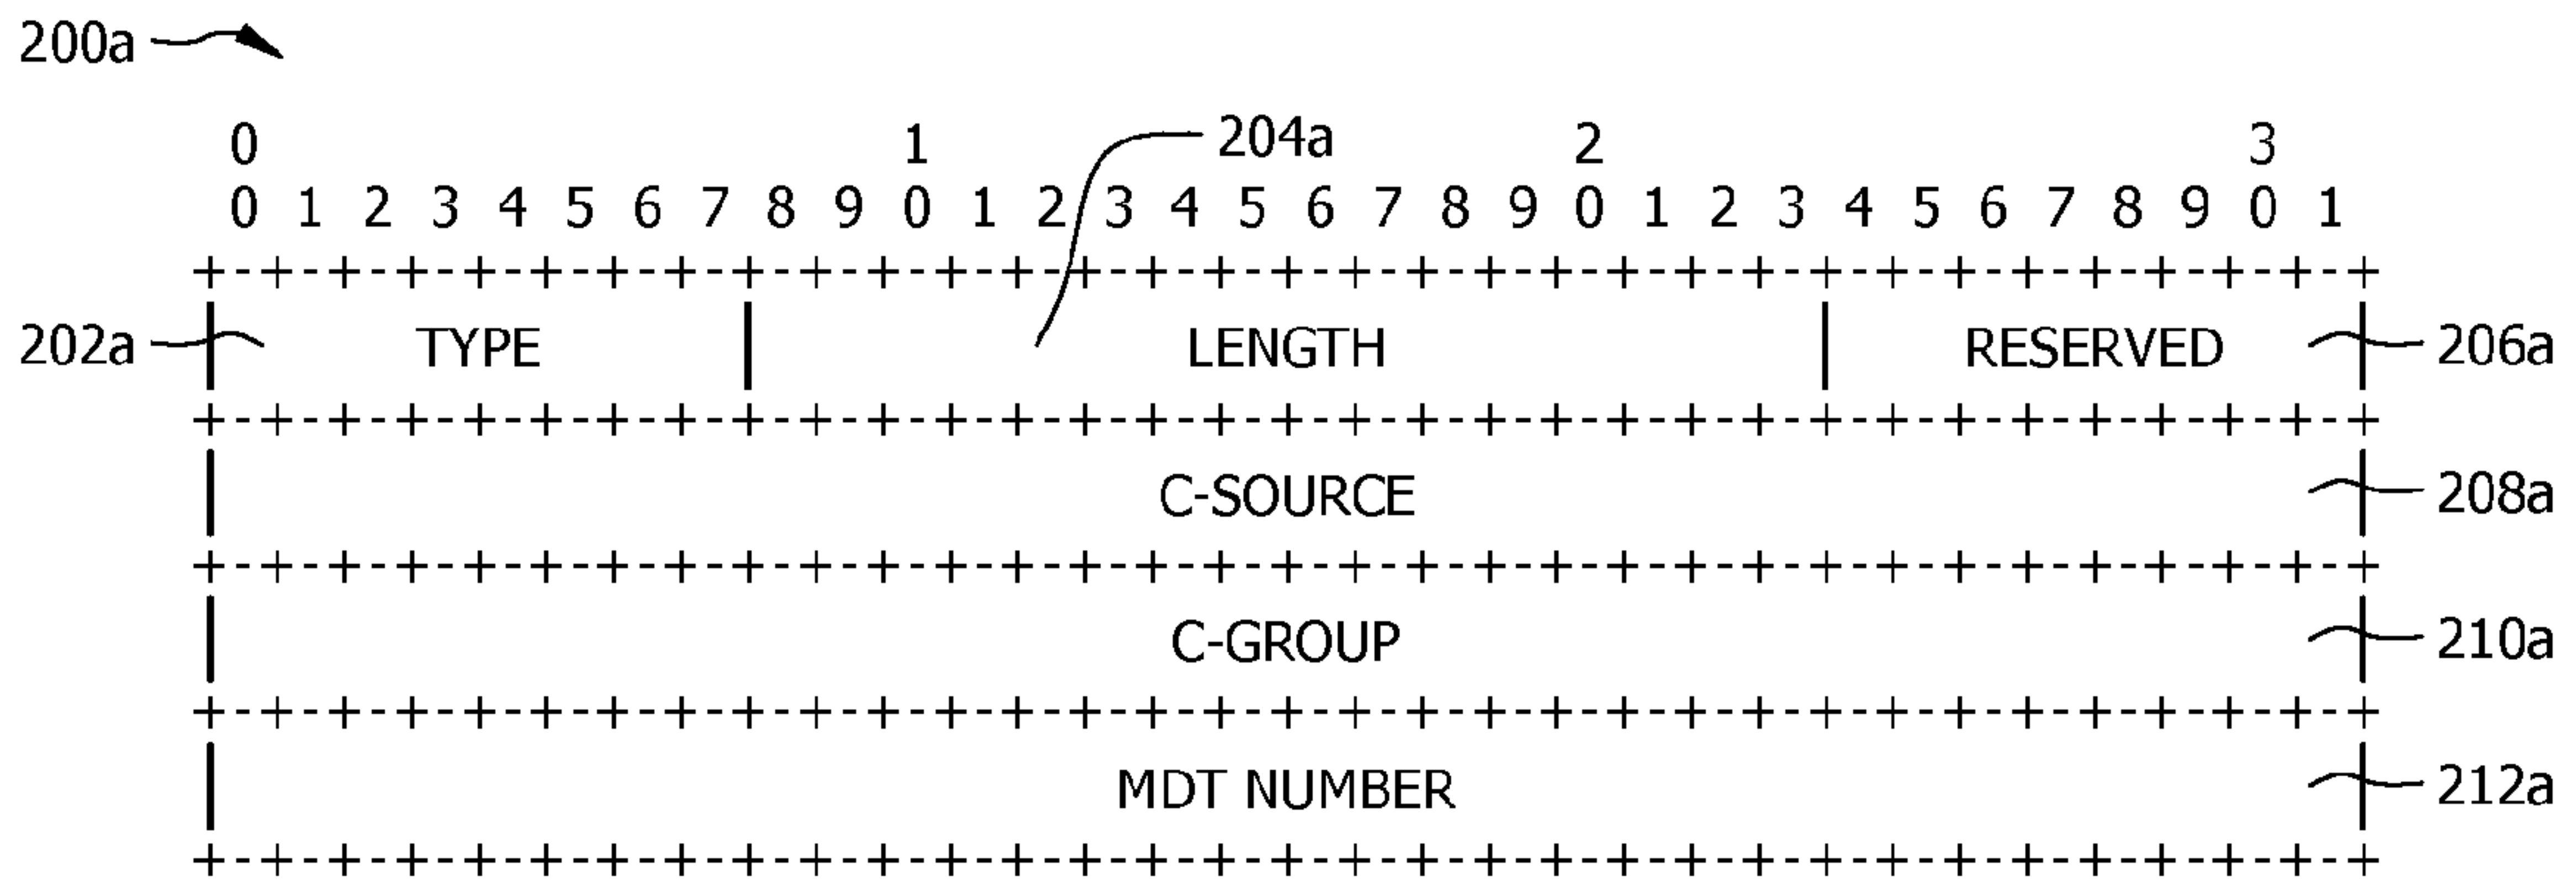 200a
0 1 204a 2 3
0 1 2 3 4 5 6 7 8 9 0 1 2 3 4 5 6 7 8 9 0 1 2 3 4 5 6 7 8 9 0 1
202a TYPE LENGTH RESERVED 206a
C-SOURCE 208a
C-GROUP 210a
MDT NUMBER 212a